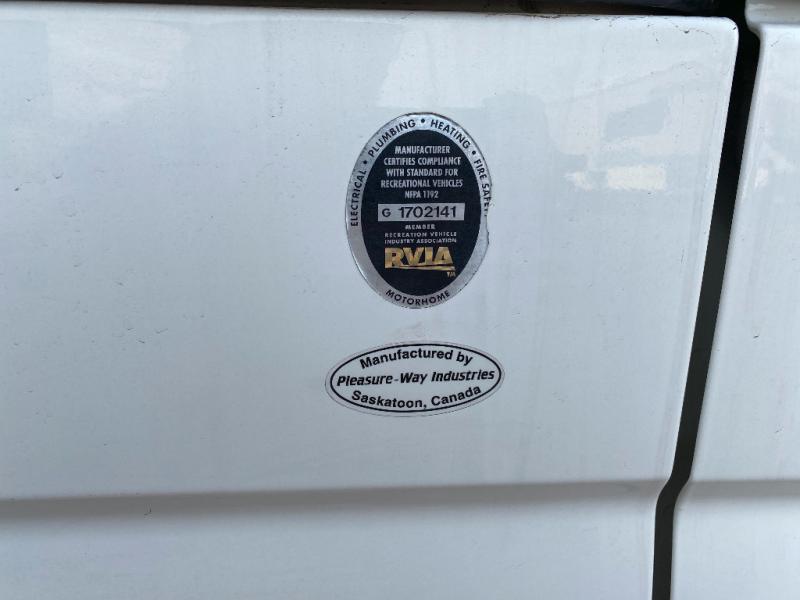 ELECTRICAL • PLUMBING • HEATING • FIRE SAFETY
MANUFACTURER
CERTIFIES COMPLIANCE
WITH STANDARD FOR
RECREATIONAL VEHICLES
NFPA 1192
G 1702141
MEMBER
RECREATION VEHICLE
INDUSTRY ASSOCIATION
RVIA
TM
MOTORHOME
Manufactured by
Pleasure-Way Industries
Saskatoon, Canada